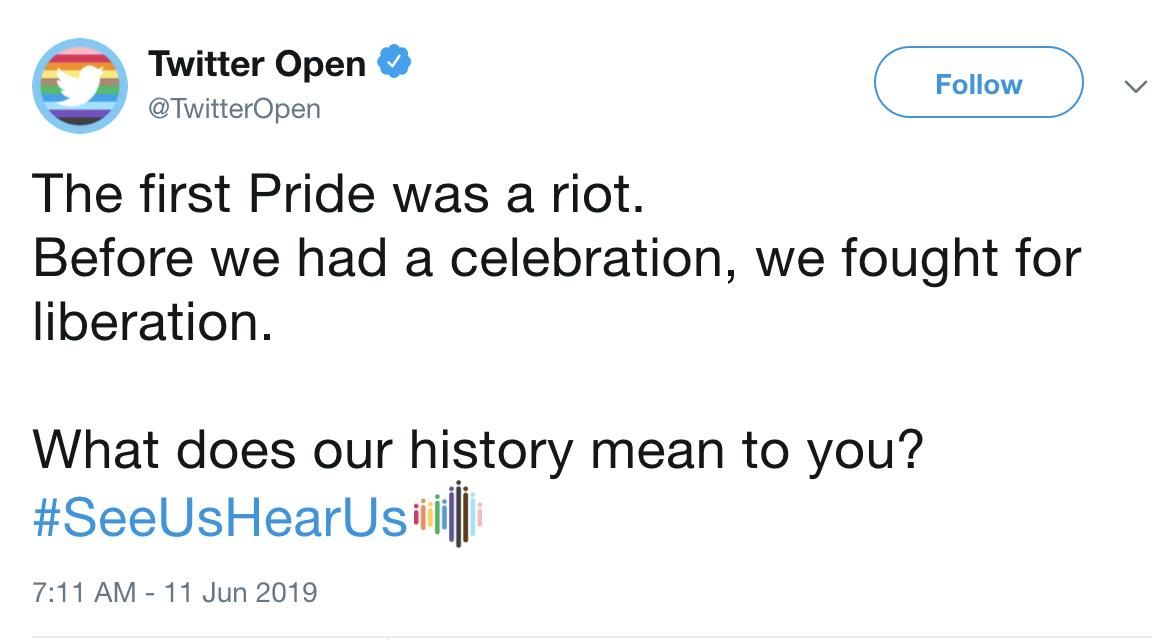 Twitter Open
@TwitterOpen
Follow
The first Pride was a riot.
Before we had a celebration, we fought for
liberation.
What does our history mean to you?
#SeeUsHearUs
7:11 AM - 11 Jun 2019